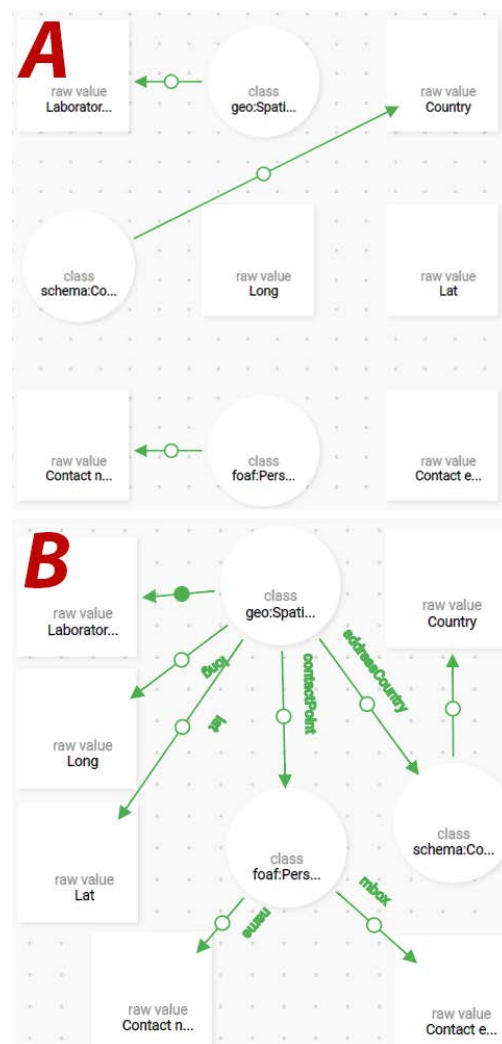 A
raw value
Laborator...
class
geo:Spati...
raw value
Country
class
schema:Co...
raw value
Long
raw value
Lat
raw value
Contact n...
class
foaf:Pers...
raw value
Contact e...
B
raw value
Laborator...
class
geo:Spati...
raw value
Country
long
lat
contactPoint
addressCountry
raw value
Long
raw value
Lat
class
foaf:Pers...
class
schema:Co...
name
mbox
raw value
Contact n...
raw value
Contact e...